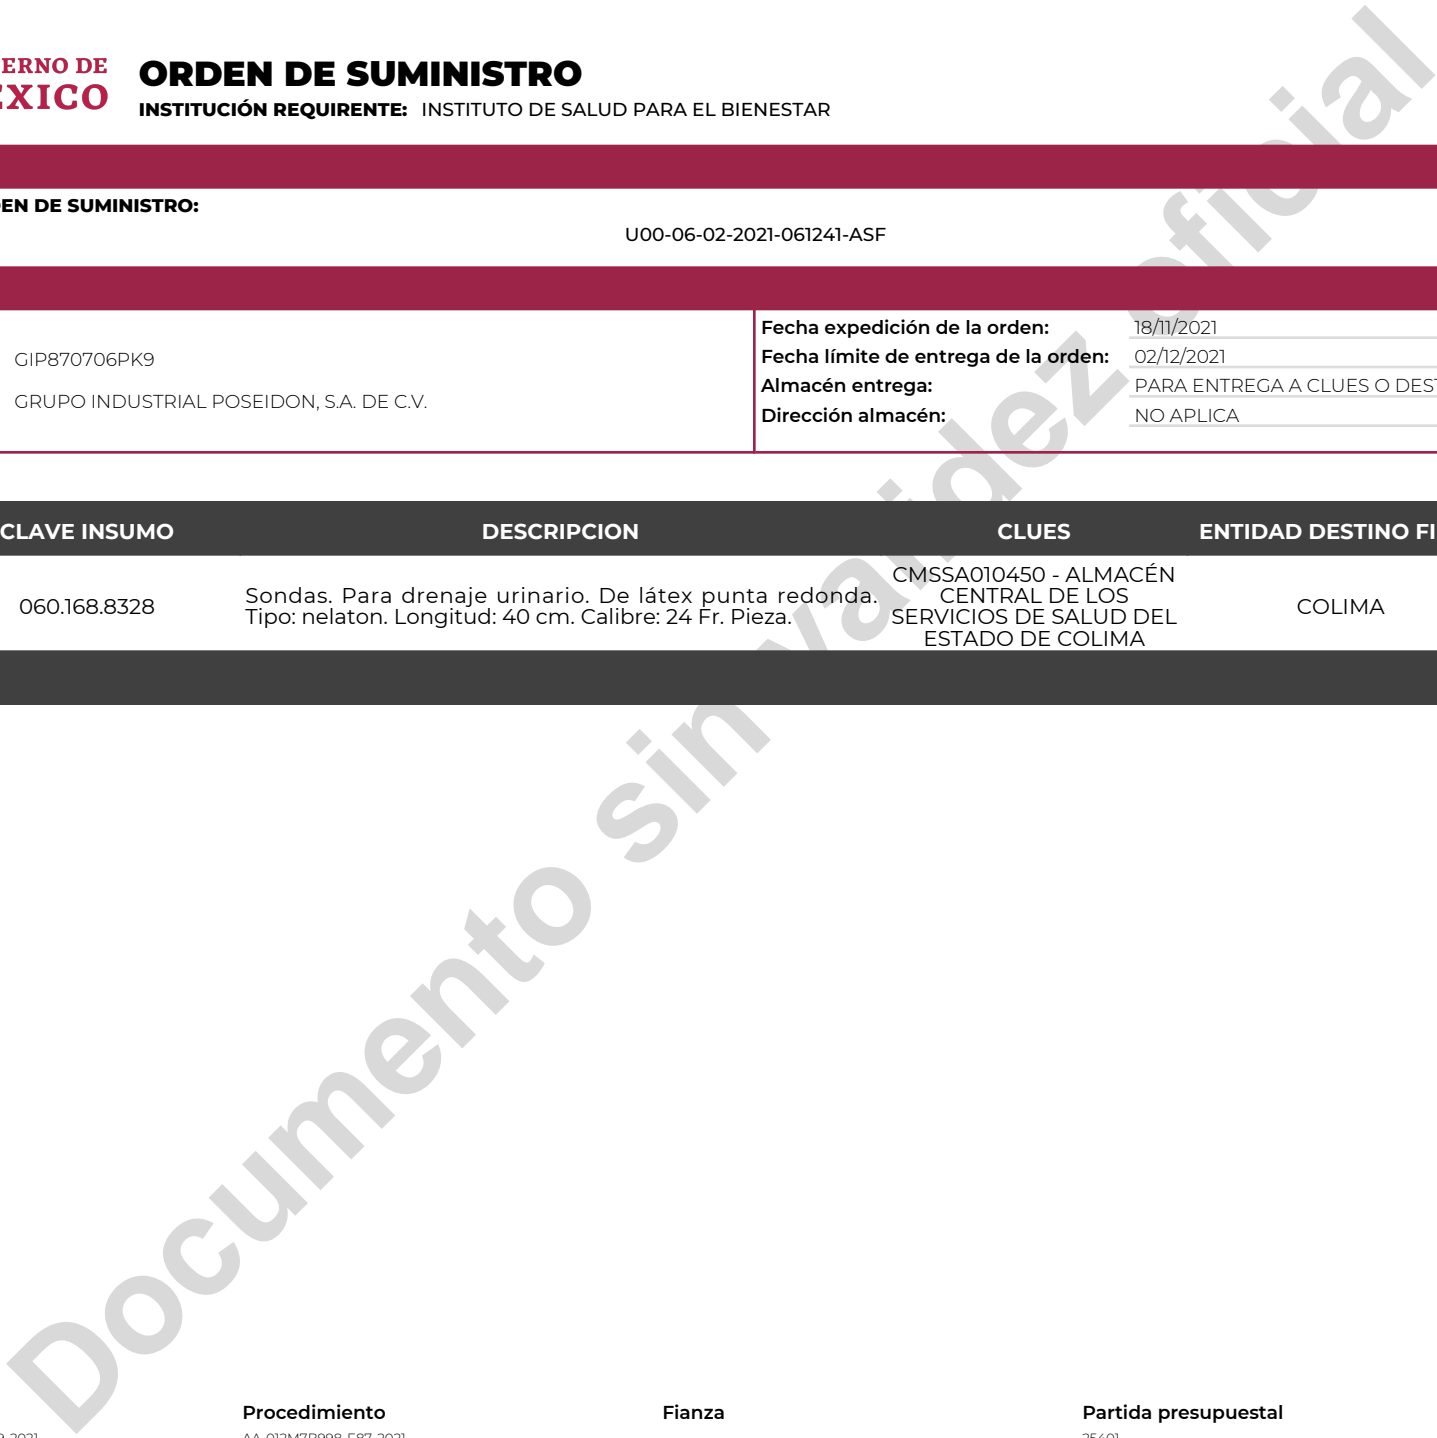 ERNO DE
EXICO
ORDEN DE SUMINISTRO
INSTITUCIÓN REQUIRENTE: INSTITUTO DE SALUD PARA EL BIENESTAR
EN DE SUMINISTRO:
U00-06-02-2021-061241-ASF
GIP870706PK9
GRUPO INDUSTRIAL POSEIDON, S.A. DE C.V.
Fecha expedición de la orden: 18/11/2021
Fecha límite de entrega de la orden: 02/12/2021
Almacén entrega: PARA ENTREGA A CLUES O DEST
Dirección almacén: NO APLICA
CLAVE INSUMO DESCRIPCION CLUES ENTIDAD DESTINO FI
060.168.8328
Sondas. Para drenaje urinario. De látex punta redonda.
Tipo: nelaton. Longitud: 40 cm. Calibre: 24 Fr. Pieza.
CMSSA010450 - ALMACÉN
CENTRAL DE LOS
SERVICIOS DE SALUD DEL
ESTADO DE COLIMA
COLIMA
Documento sin validez oficial
Procedimiento Fianza Partida presupuestal